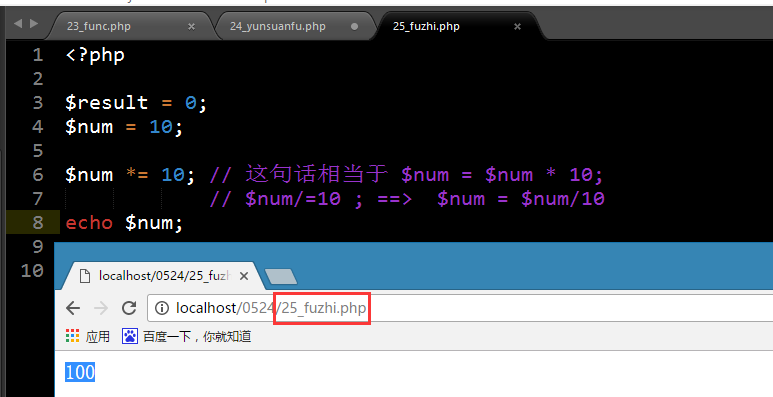 23_func.php
24_yunsuanfu.php
25_fuzhi.php
1 <?php
2
3 $result = 0;
4 $num = 10;
5
6 $num *= 10; // 这句话相当于 $num = $num * 10;
7 // $num/=10 ; ==> $num = $num/10
8 echo $num;
9
10
localhost/0524/25_fuzh
localhost/0524/25_fuzhi.php
应用 百度一下，你就知道
100